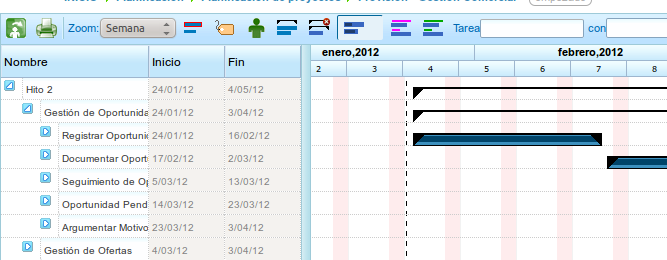 Zoom: Semana Tarea con
Nombre Inicio Fin enero,2012 febrero,2012
2 3 4 5 6 7 8
Hito 2 24/01/12 4/05/12
Gestión de Oportunida 24/01/12 3/04/12
Registrar Oportunic 24/01/12 16/02/12
Documentar Oport 17/02/12 2/03/12
Seguimiento de Op 5/03/12 13/03/12
Oportunidad Pend 14/03/12 23/03/12
Argumentar Motivo 23/03/12 3/04/12
Gestión de Ofertas 4/03/12 3/04/12